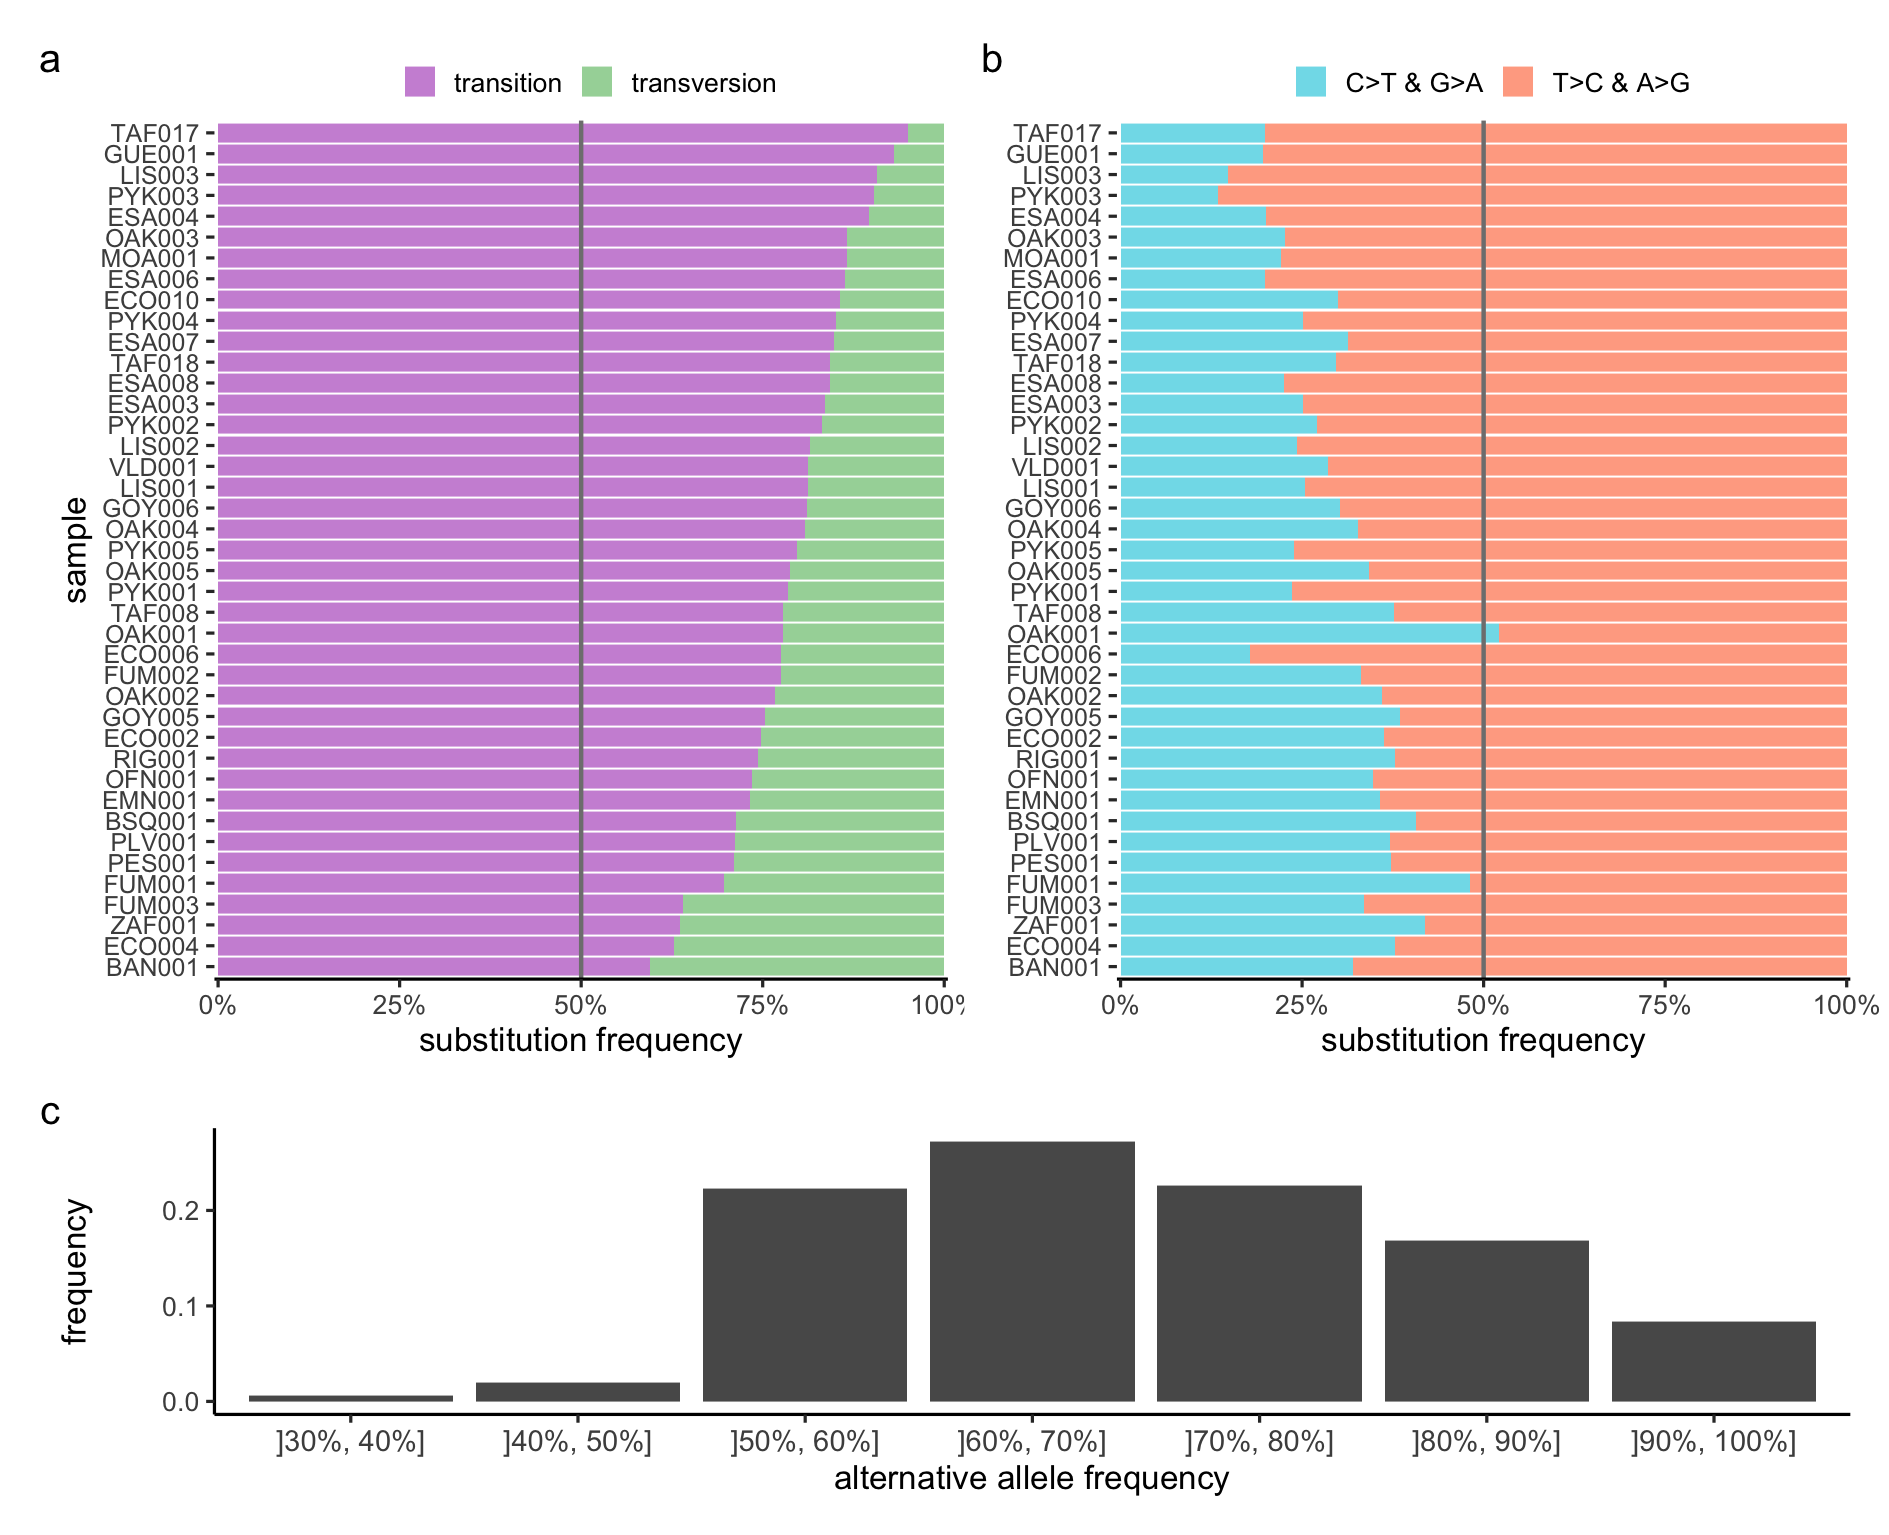 a
transition
transversion
TAF017
GUE001
LIS003
PYK003
ESA004
OAK003
MOA001
ESA006
ECO010
PYK004
ESA007
TAF018
ESA008
ESA003
PYK002
LIS002
VLD001
LIS001
GOY006
OAK004
PYK005
OAK005
PYK001
TAF008
OAK001
ECO006
FUM002
OAK002
GOY005
ECO002
RIG001
OFN001
EMN001
BSQ001
PLV001
PES001
FUM001
FUM003
ZAF001
ECO004
BAN001
sample
0% 25% 50% 75% 100%
substitution frequency
b
C>T & G>A
T>C & A>G
TAF017
GUE001
LIS003
PYK003
ESA004
OAK003
MOA001
ESA006
ECO010
PYK004
ESA007
TAF018
ESA008
ESA003
PYK002
LIS002
VLD001
LIS001
GOY006
OAK004
PYK005
OAK005
PYK001
TAF008
OAK001
ECO006
FUM002
OAK002
GOY005
ECO002
RIG001
OFN001
EMN001
BSQ001
PLV001
PES001
FUM001
FUM003
ZAF001
ECO004
BAN001
0% 25% 50% 75% 100%
substitution frequency
c
frequency
0.2
0.1
0.0
]30%, 40%] ]40%, 50%] ]50%, 60%] ]60%, 70%] ]70%, 80%] ]80%, 90%] ]90%, 100%]
alternative allele frequency